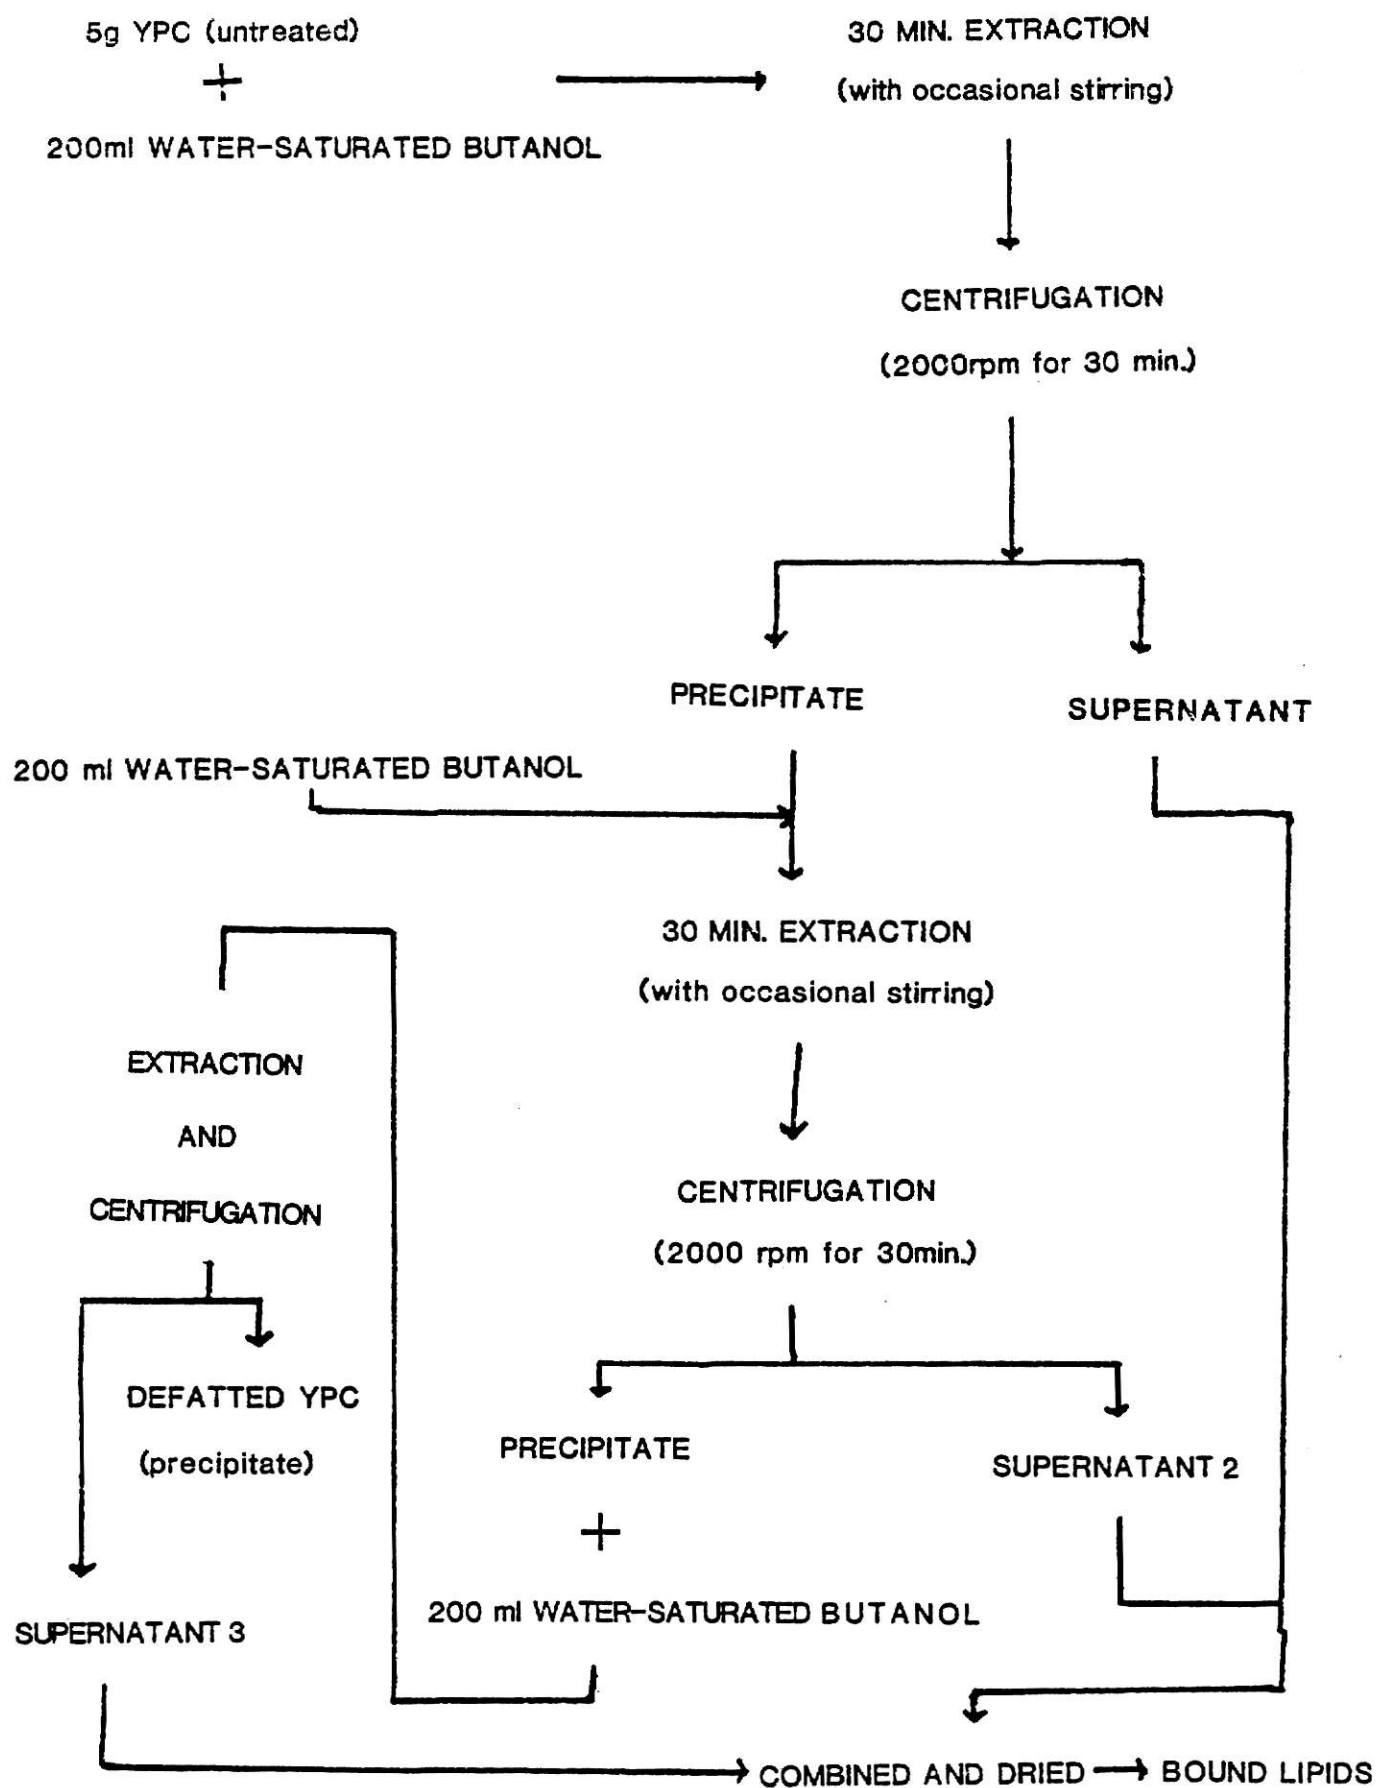 5g YPC (untreated)
+
200ml WATER-SATURATED BUTANOL
30 MIN. EXTRACTION
(with occasional stirring)
CENTRIFUGATION
(2000rpm for 30 min.)
PRECIPITATE
SUPERNATANT
200 ml WATER-SATURATED BUTANOL
30 MIN. EXTRACTION
(with occasional stirring)
CENTRIFUGATION
(2000 rpm for 30min.)
PRECIPITATE
+
200 ml WATER-SATURATED BUTANOL
SUPERNATANT 2
EXTRACTION
AND
CENTRIFUGATION
DEFATTED YPC
(precipitate)
SUPERNATANT 3
COMBINED AND DRIED
BOUND LIPIDS